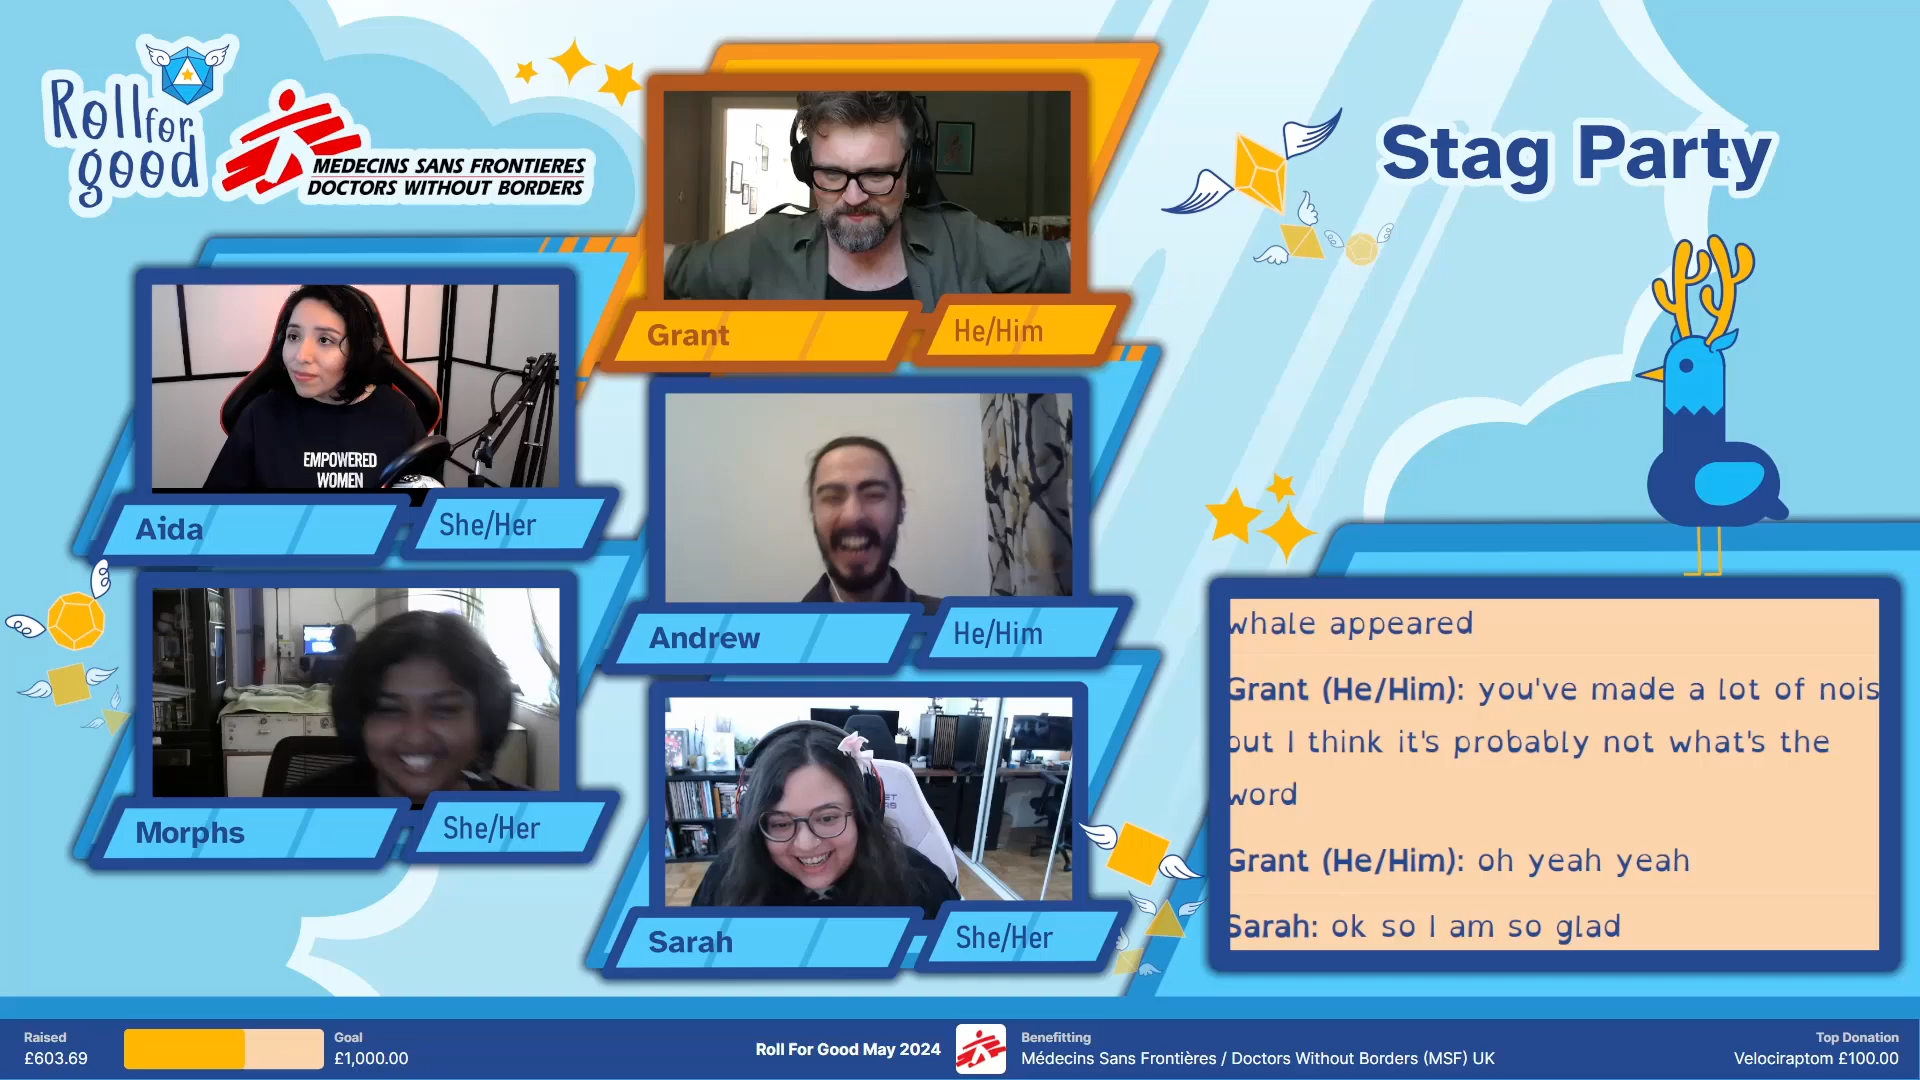 Roll for
good
MEDECINS SANS FRONTIERES
DOCTORS WITHOUT BORDERS
Stag Party
Grant
He/Him
EMPOWERED
WOMEN
Aida
She/Her
Andrew
He/Him
Morphs
She/Her
Sarah
She/Her
whale appeared
Grant (He/Him): you've made a lot of nois
but I think it's probably not what's the
word
Grant (He/Him): oh yeah yeah
Sarah: ok so I am so glad
Raised
£603.69
Goal
£1,000.00
Roll For Good May 2024
Benefitting
Médecins Sans Frontières / Doctors Without Borders (MSF) UK
Top Donation
Velociraptom £100.00